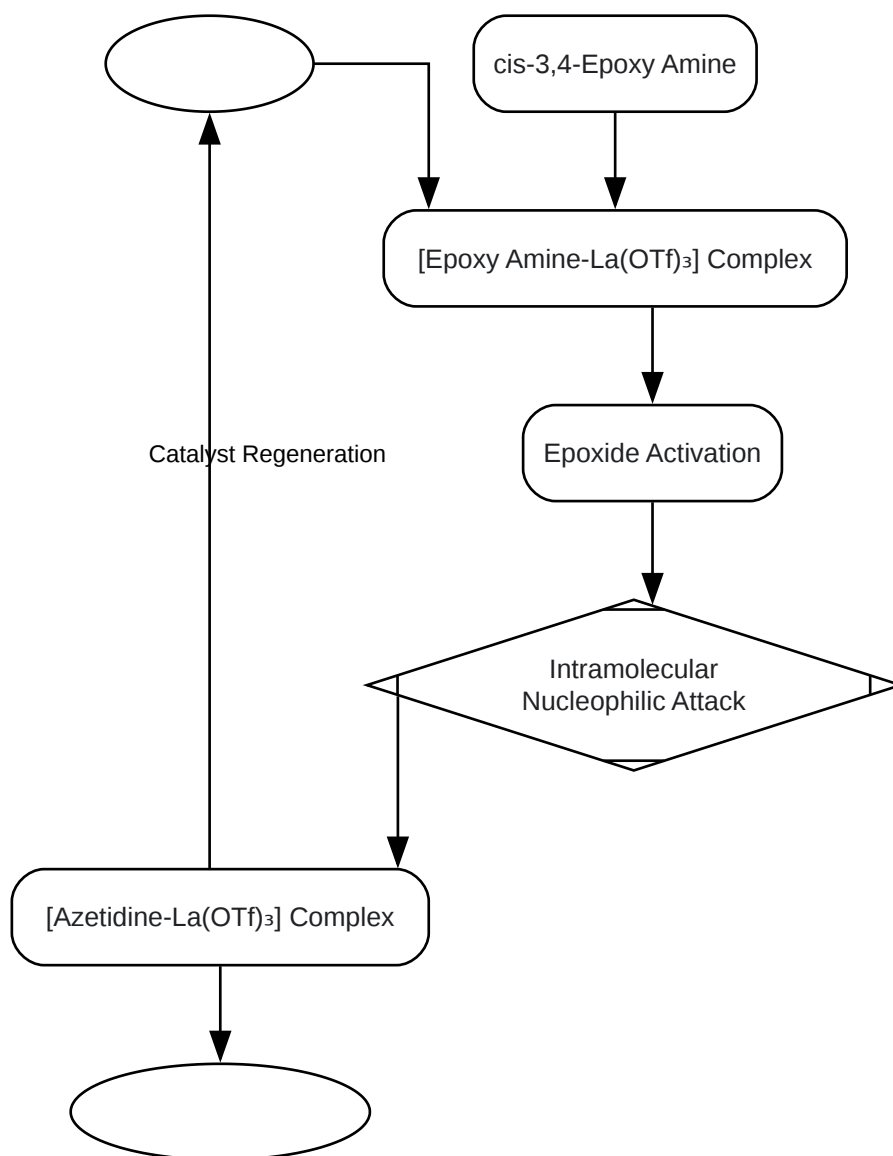 cis-3,4-Epoxy Amine
[Epoxy Amine-La(OTf)₃] Complex
Epoxide Activation
Catalyst Regeneration
Intramolecular
Nucleophilic Attack
[Azetidine-La(OTf)₃] Complex